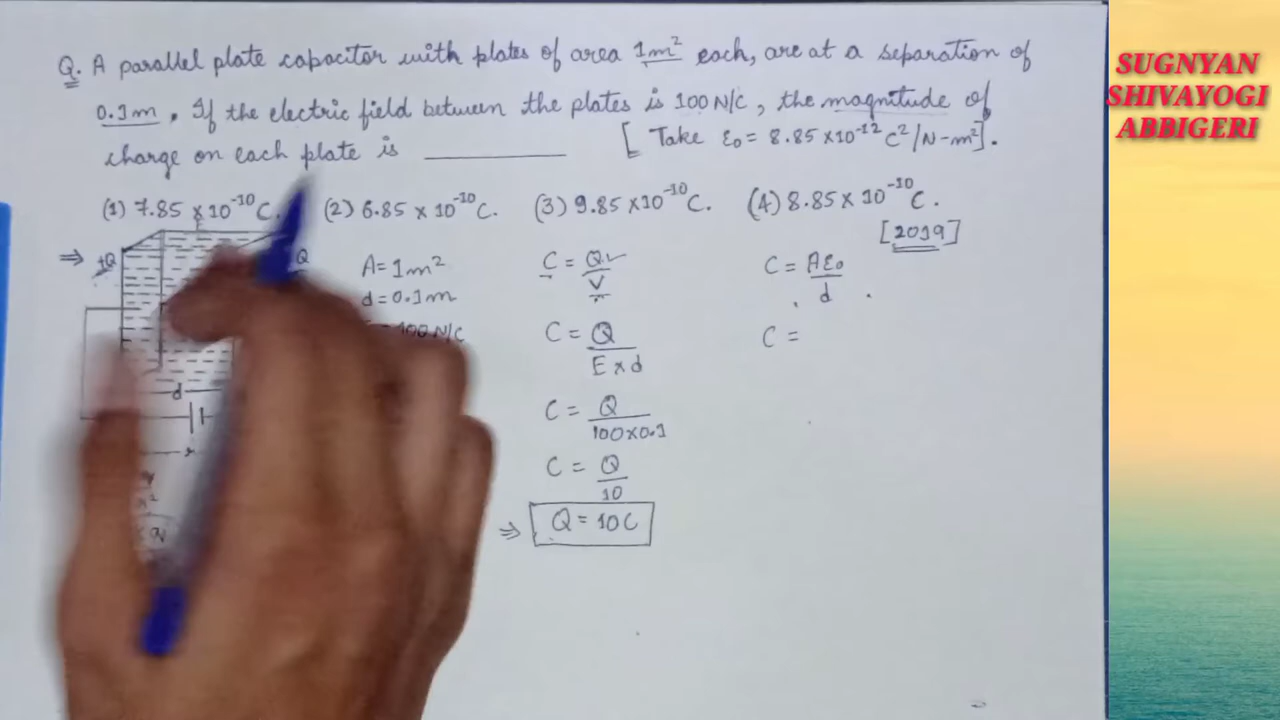 Q. A parallel plate capacitor with plates of area 1m² each, are at a separation of
0.1m. If the electric field between the plates is 100 N/C, the magnitude of
charge on each plate is ________ [Take ε₀ = 8.85 × 10⁻¹² C²/N-m²].
(1) 7.85 × 10⁻¹⁰ C. (2) 6.85 × 10⁻¹⁰ C. (3) 9.85 × 10⁻¹⁰ C. (4) 8.85 × 10⁻¹⁰ C.
[2019]
⇒ +Q
Q
d
A = 1m²
d = 0.1m
100 N/C
C = Q/V
C = Q/E × d
C = Q/100×0.1
C = Q/10
⇒ Q = 10C
C = Aε₀/d.
C =
SUGNYAN
SHIVAYOGI
ABBIGERI